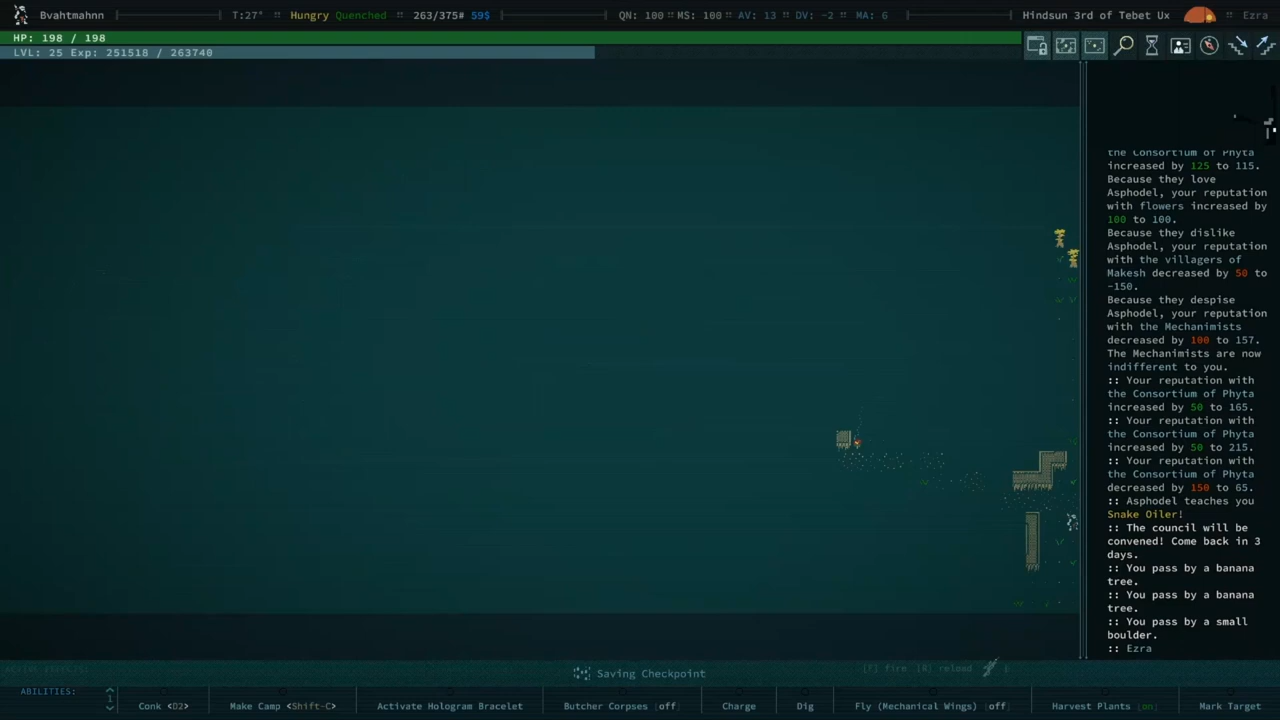 Bvahtmahnn T:27° :: Hungry Quenched :: 263/375# 59$ QN: 100 :: MS: 100 :: AV: 13 :: DV: -2 :: MA: 6 Hindsun 3rd of Tebet Ux :: Ezra
HP: 198 / 198
LVL: 25 Exp: 251518 / 263740
the Consortium of Phyta
increased by 125 to 115.
Because they love
Asphodel, your reputation
with flowers increased by
100 to 100.
Because they dislike
Asphodel, your reputation
with the villagers of
Makesh decreased by 50 to
-150.
Because they despise
Asphodel, your reputation
with the Mechanimists
decreased by 100 to 157.
The Mechanimists are now
indifferent to you.
:: Your reputation with
the Consortium of Phyta
increased by 50 to 165.
:: Your reputation with
the Consortium of Phyta
increased by 50 to 215.
:: Your reputation with
the Consortium of Phyta
decreased by 150 to 65.
:: Asphodel teaches you
Snake Oiler!
:: The council will be
convened! Come back in 3
days.
:: You pass by a banana
tree.
:: You pass by a banana
tree.
:: You pass by a small
boulder.
:: Ezra
[F] fire [R] reload
Saving Checkpoint
ABILITIES: 1 Conk <02> Make Camp <Shift-C> Activate Hologram Bracelet Butcher Corpses [off] Charge Dig Fly (Mechanical Wings) [off] Harvest Plants [on] Mark Target